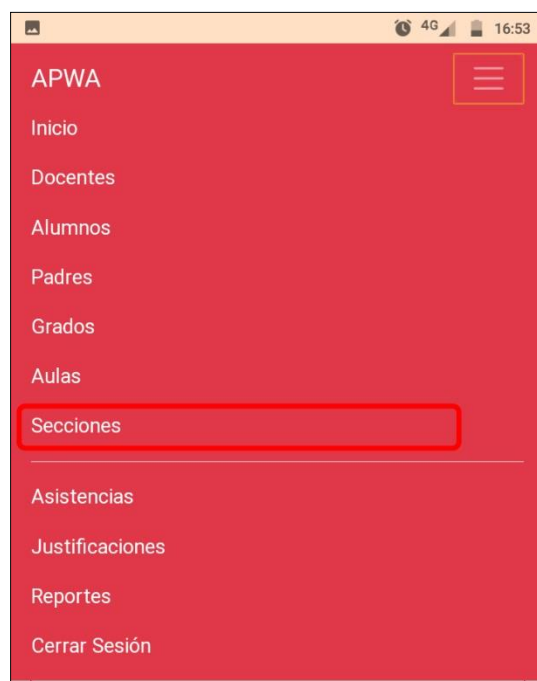 4G 16:53
APWA
Inicio
Docentes
Alumnos
Padres
Grados
Aulas
Secciones
Asistencias
Justificaciones
Reportes
Cerrar Sesión